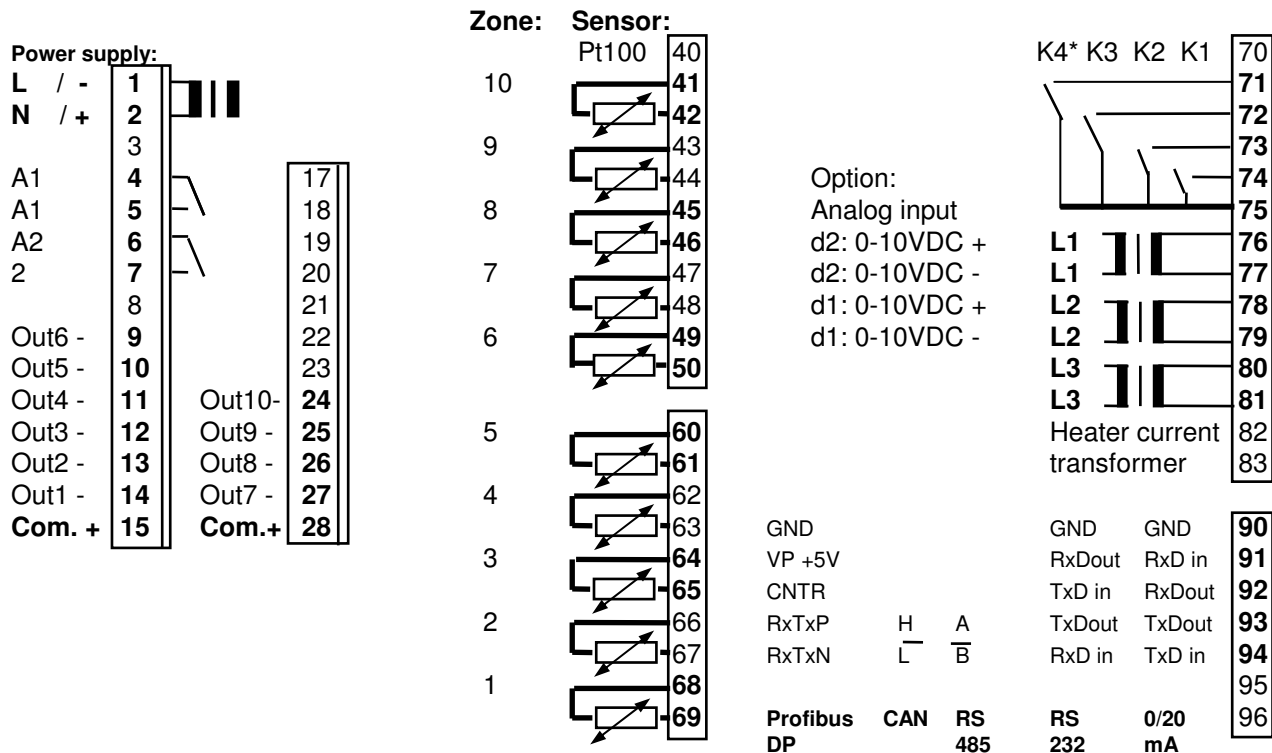 Zone: Sensor:
Power supply: Pt100 40 K4* K3 K2 K1 70
L / - 1 10 41 71
N / + 2 42 72
3 9 43 73
A1 4 17 44 Option: 74
A1 5 18 8 45 Analog input 75
A2 6 19 46 d2: 0-10VDC + L1 76
2 7 20 7 47 d2: 0-10VDC - L1 77
8 21 48 d1: 0-10VDC + L2 78
Out6 - 9 22 6 49 d1: 0-10VDC - L2 79
Out5 - 10 23 50 L3 80
Out4 - 11 Out10- 24 L3 81
Out3 - 12 Out9 - 25 5 60 Heater current 82
Out2 - 13 Out8 - 26 61 transformer 83
Out1 - 14 Out7 - 27 4 62
Com. + 15 Com.+ 28 63 GND GND GND 90
3 64 VP +5V RxDout RxD in 91
65 CNTR TxD in RxDout 92
2 66 RxTxP H A TxDout TxDout 93
67 RxTxN L B RxD in TxD in 94
1 68 95
69 Profibus CAN RS RS 0/20 96
DP 485 232 mA